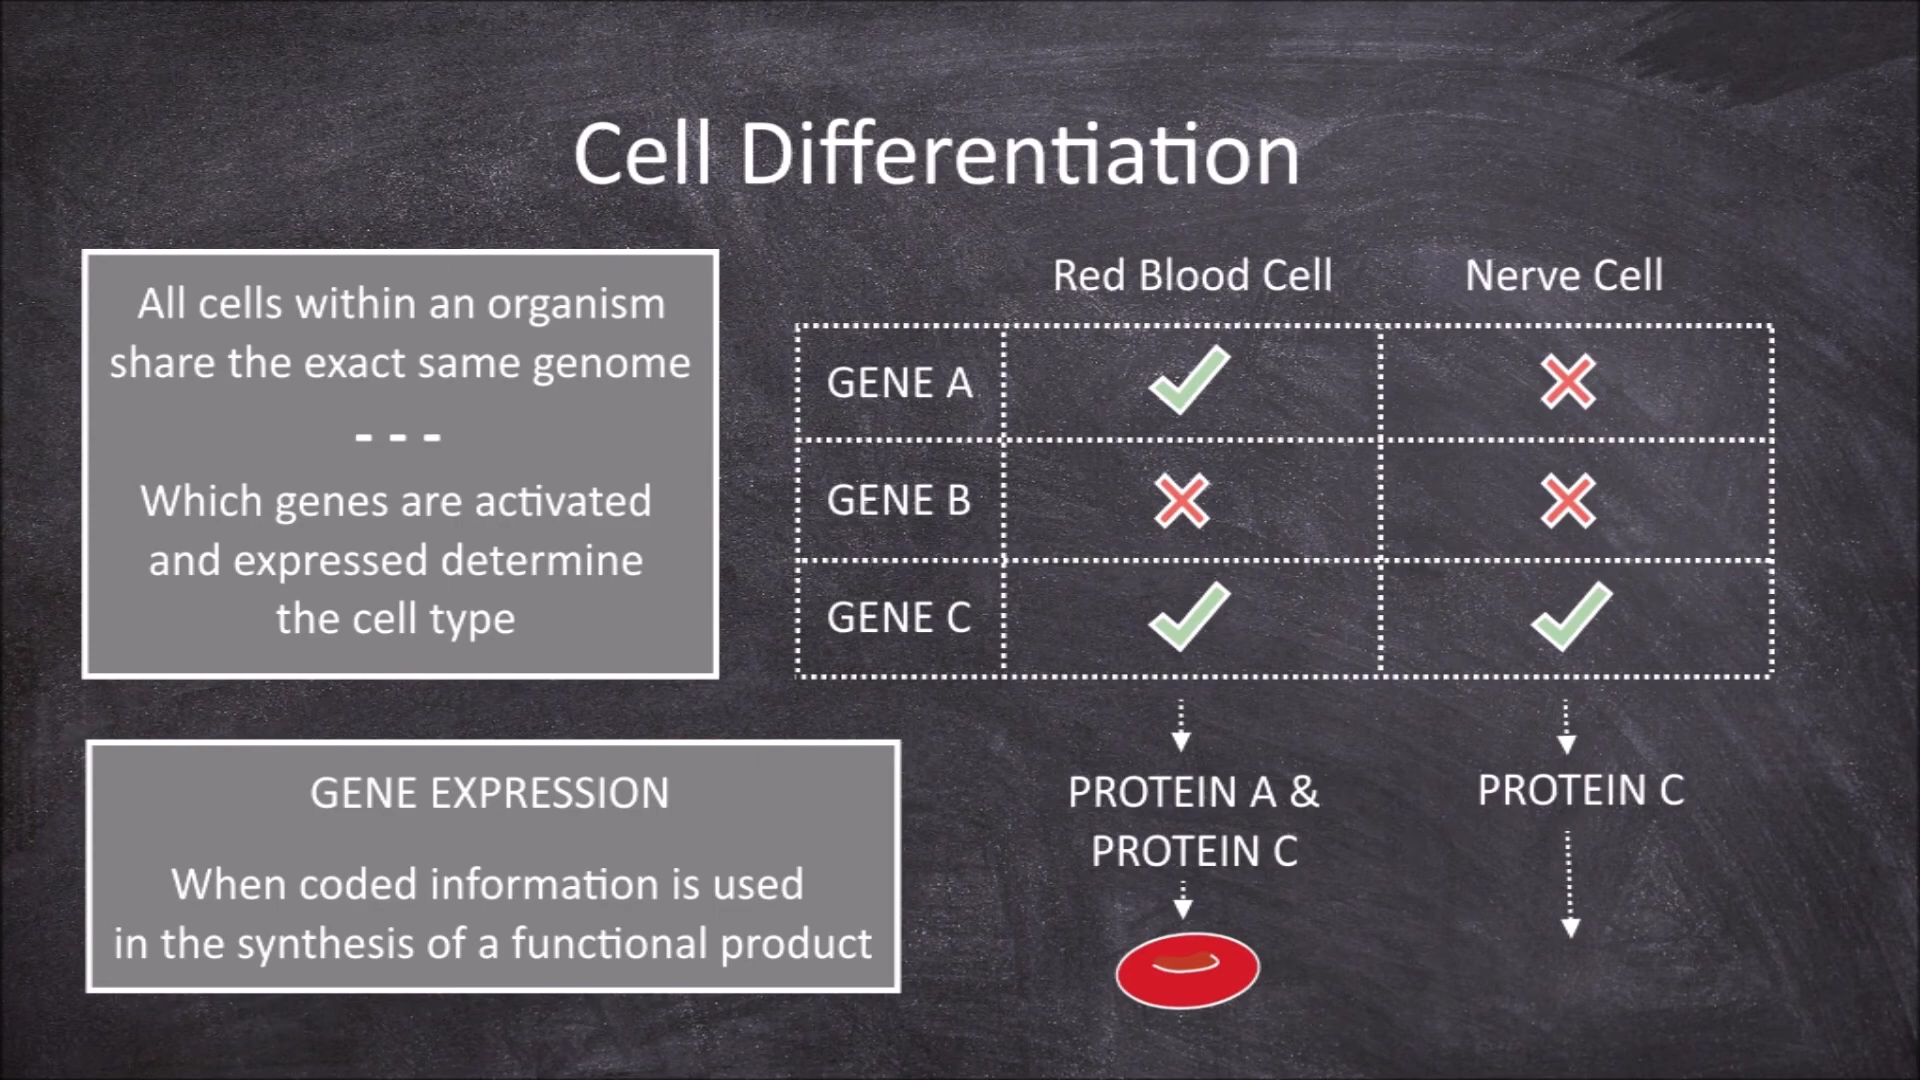 Cell Differentiation
All cells within an organism
share the exact same genome
- - -
Which genes are activated
and expressed determine
the cell type
GENE EXPRESSION
When coded information is used
in the synthesis of a functional product
Red Blood Cell
Nerve Cell
GENE A
GENE B
GENE C
PROTEIN A &
PROTEIN C
PROTEIN C